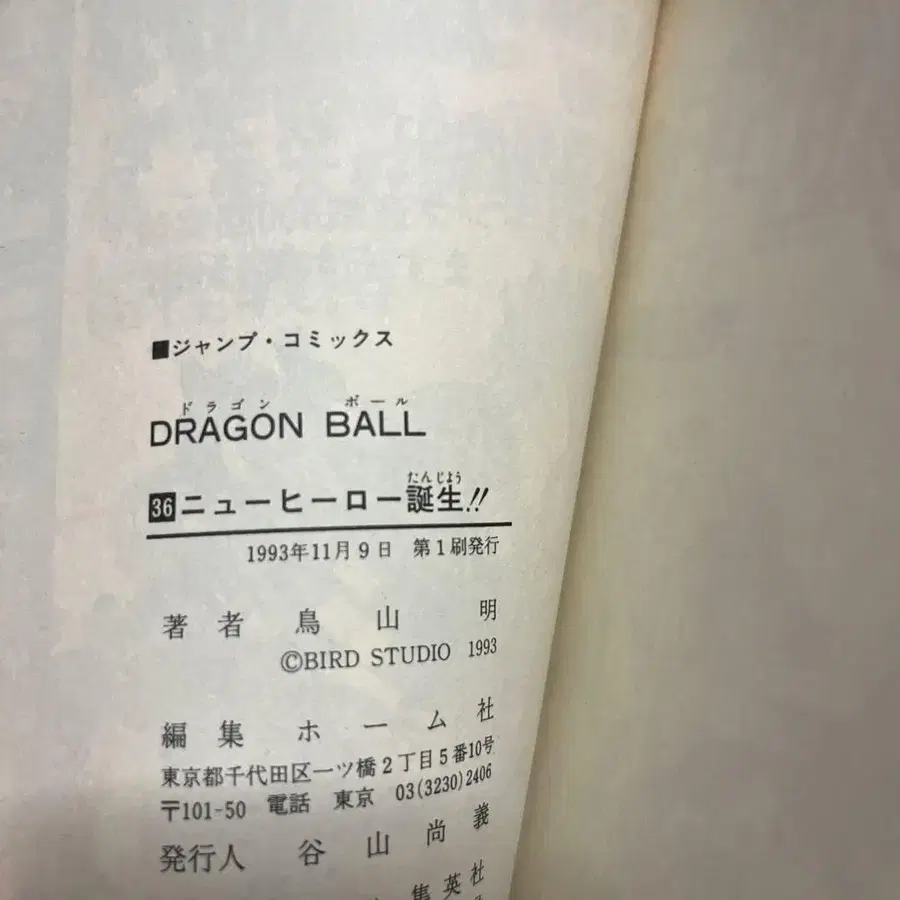 ■ジャンプ・コミックス
ドラゴン ボール
DRAGON BALL
たんじょう
36 ニューヒーロー誕生!!
1993年11月9日 第1刷発行
著者 鳥山 明
©BIRD STUDIO 1993
編集 ホーム社
東京都千代田区一ツ橋2丁目5番10号
〒101-50 電話 東京 03(3230)2406
発行人 谷山尚義
集英社